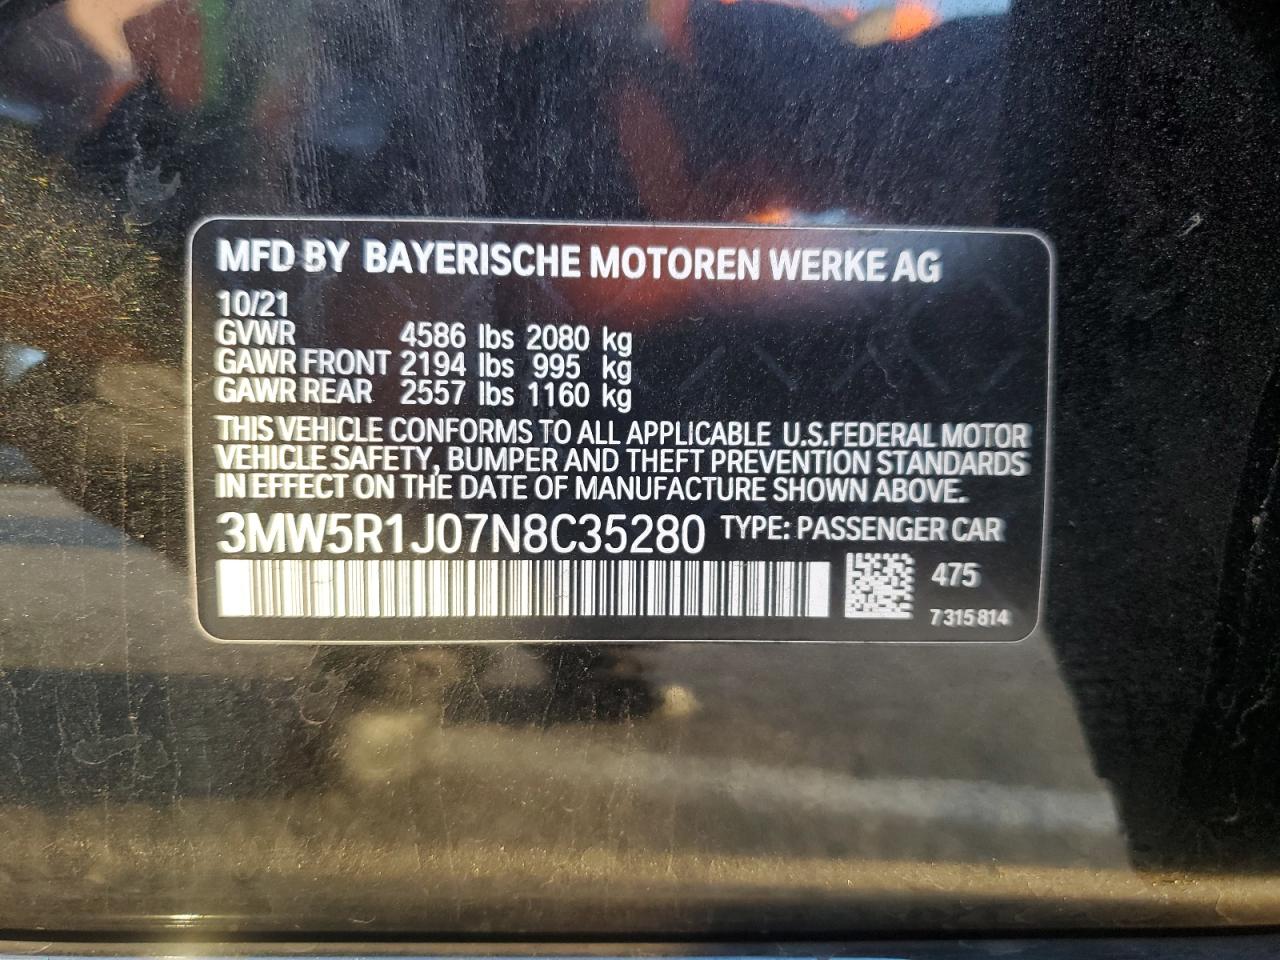 MFD BY BAYERISCHE MOTOREN WERKE AG
10/21
GVWR 4586 lbs 2080 kg
GAWR FRONT 2194 lbs 995 kg
GAWR REAR 2557 lbs 1160 kg
THIS VEHICLE CONFORMS TO ALL APPLICABLE U.S.FEDERAL MOTOR
VEHICLE SAFETY, BUMPER AND THEFT PREVENTION STANDARDS
IN EFFECT ON THE DATE OF MANUFACTURE SHOWN ABOVE.
3MW5R1J07N8C35280 TYPE: PASSENGER CAR
475
7 315 814